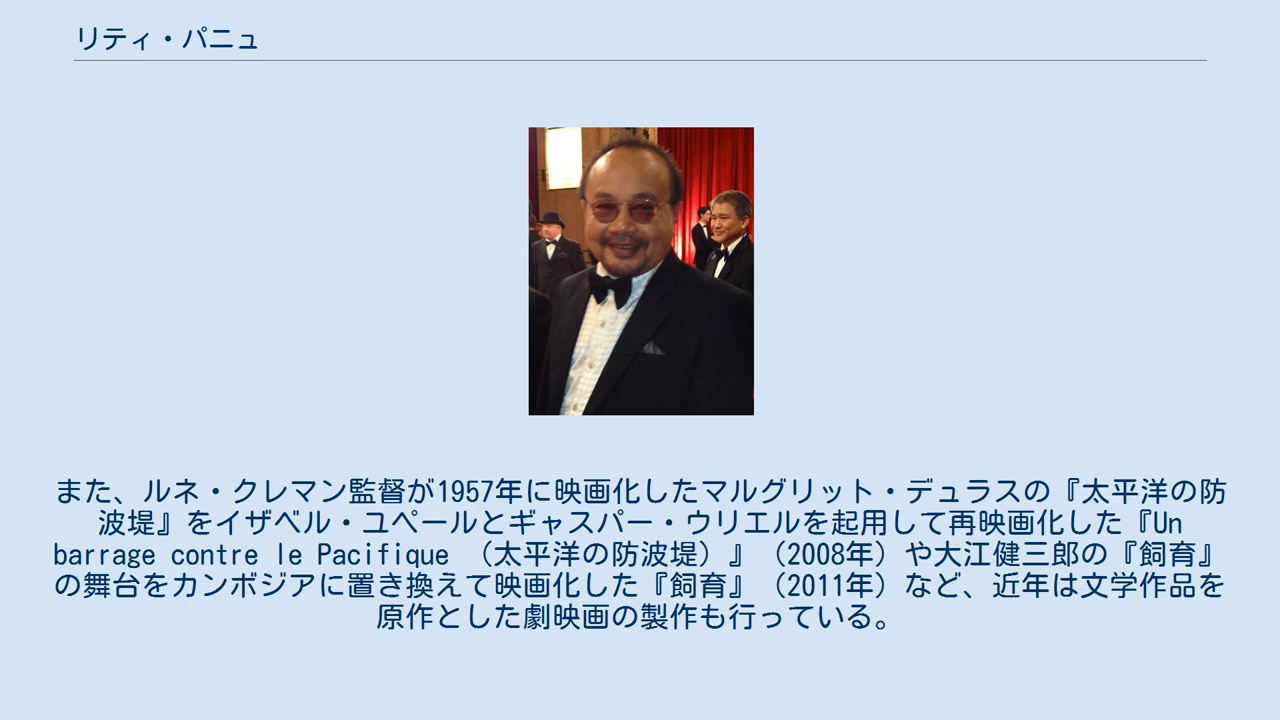 リティ・パニュ
また、ルネ・クレマン監督が1957年に映画化したマルグリット・デュラスの『太平洋の防
波堤』をイザベル・ユペールとギャスパー・ウリエルを起用して再映画化した『Un
barrage contre le Pacifique （太平洋の防波堤）』（2008年）や大江健三郎の『飼育』
の舞台をカンボジアに置き換えて映画化した『飼育』（2011年）など、近年は文学作品を
原作とした劇映画の製作も行っている。